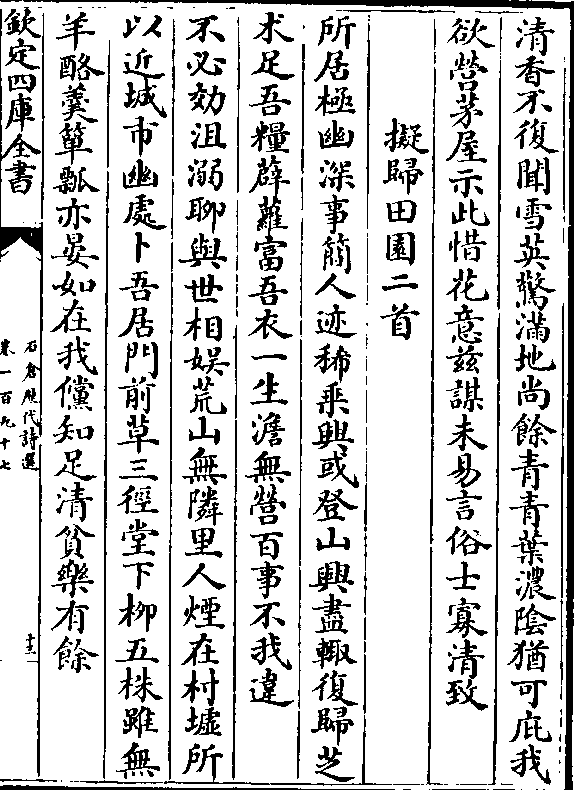 清香不復聞雪英驚滿地尚餘青青葉濃陰猶可庇我
欲營茅屋示此惜花意兹謀未易言俗士寡清致
擬歸田園二首
所居極幽深事簡人迹稀乗興或登山興盡輙復歸芝
术足吾糧薜蘿富吾衣一生澹無營百事不我違
不必効沮溺聊與世相娱荒山無隣里人煙在村墟所
以近城市幽處卜吾居門前草三徑堂下栁五株雖無
羊酪羮簞瓢亦晏如在我儻知足清貧樂有餘
欽定四庫全書
石倉歴代詩選
卷一百九十七
十三